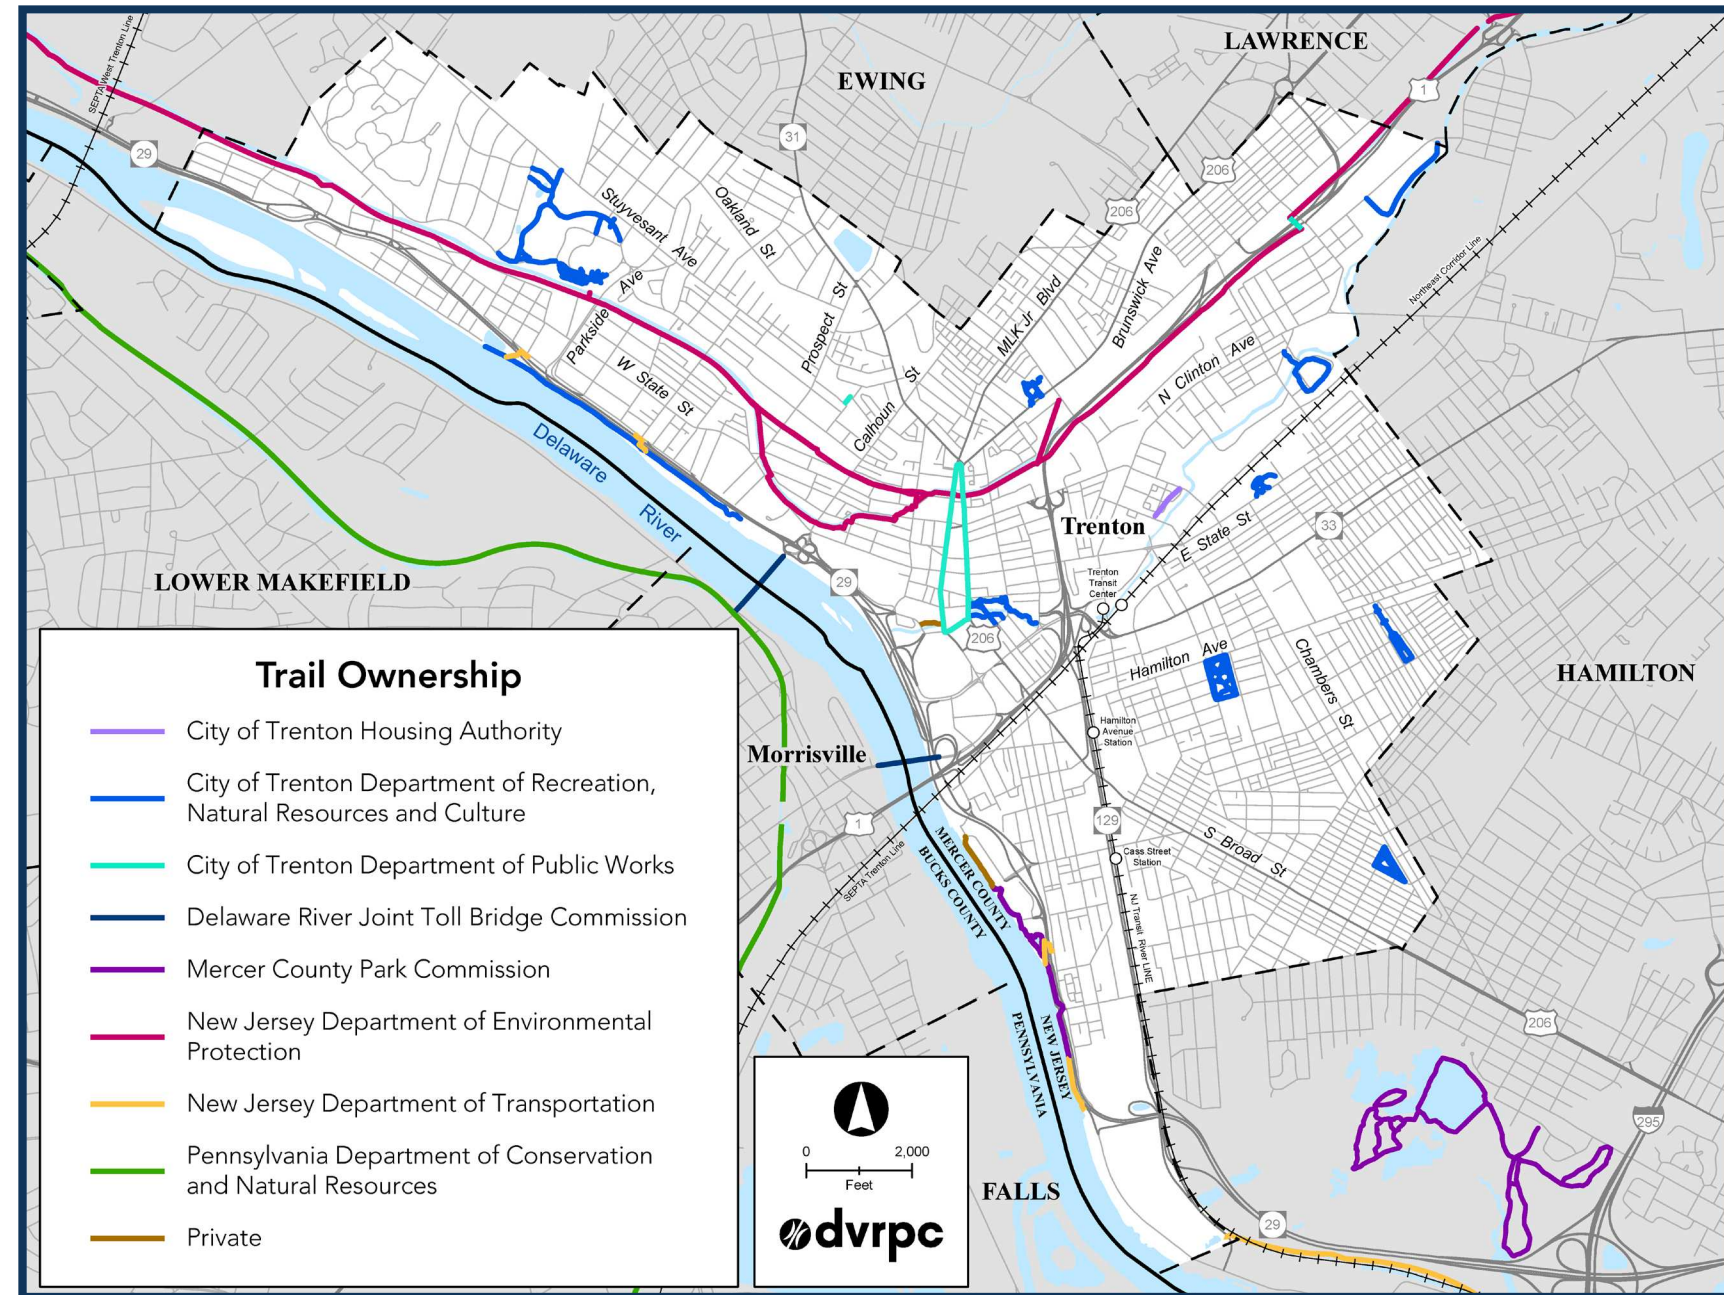 LAWRENCE
EWING
SEPTA West Trenton Line
1
31
29
206
206
Stuyvesant Ave
Oakland St
Northeast Corridor Line
Parkside Ave
Prospect St
MLK Jr Blvd
Brunswick Ave
W State St
Calhoun St
N Clinton Ave
Delaware River
Trenton
E State St
33
LOWER MAKEFIELD
29
Trenton
Transit
Center
206
Hamilton Ave
Chambers St
HAMILTON
Hamilton
Avenue
Station
Morrisville
1
129
SEPTA Trenton Line
MERCER COUNTY
BUCKS COUNTY
Cass Street
Station
S Broad St
NJ Transit River LINE
NEW JERSEY
PENNSYLVANIA
206
295
FALLS
29
Trail Ownership
City of Trenton Housing Authority
City of Trenton Department of Recreation,
Natural Resources and Culture
City of Trenton Department of Public Works
Delaware River Joint Toll Bridge Commission
Mercer County Park Commission
New Jersey Department of Environmental
Protection
New Jersey Department of Transportation
Pennsylvania Department of Conservation
and Natural Resources
Private
0 2,000
Feet
dvrpc